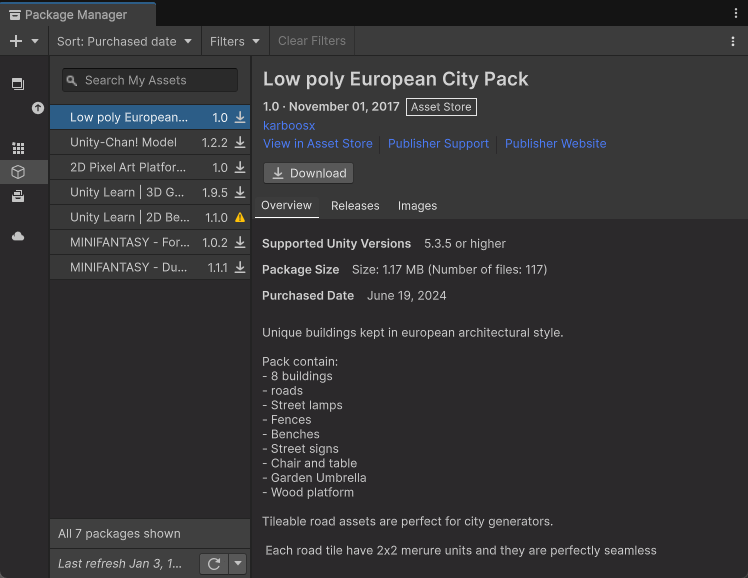 Package Manager
Sort: Purchased date
Filters
Clear Filters
Search My Assets
Low poly European... 1.0
Unity-Chan! Model 1.2.2
2D Pixel Art Platfor... 1.0
Unity Learn | 3D G... 1.9.5
Unity Learn | 2D Be... 1.1.0
MINIFANTASY - For... 1.0.2
MINIFANTASY - Du... 1.1.1
All 7 packages shown
Last refresh Jan 3, 1...
Low poly European City Pack
1.0 · November 01, 2017 Asset Store
karboosx
View in Asset Store Publisher Support Publisher Website
Download
Overview Releases Images
Supported Unity Versions 5.3.5 or higher
Package Size Size: 1.17 MB (Number of files: 117)
Purchased Date June 19, 2024
Unique buildings kept in european architectural style.
Pack contain:
- 8 buildings
- roads
- Street lamps
- Fences
- Benches
- Street signs
- Chair and table
- Garden Umbrella
- Wood platform
Tileable road assets are perfect for city generators.
Each road tile have 2x2 merure units and they are perfectly seamless